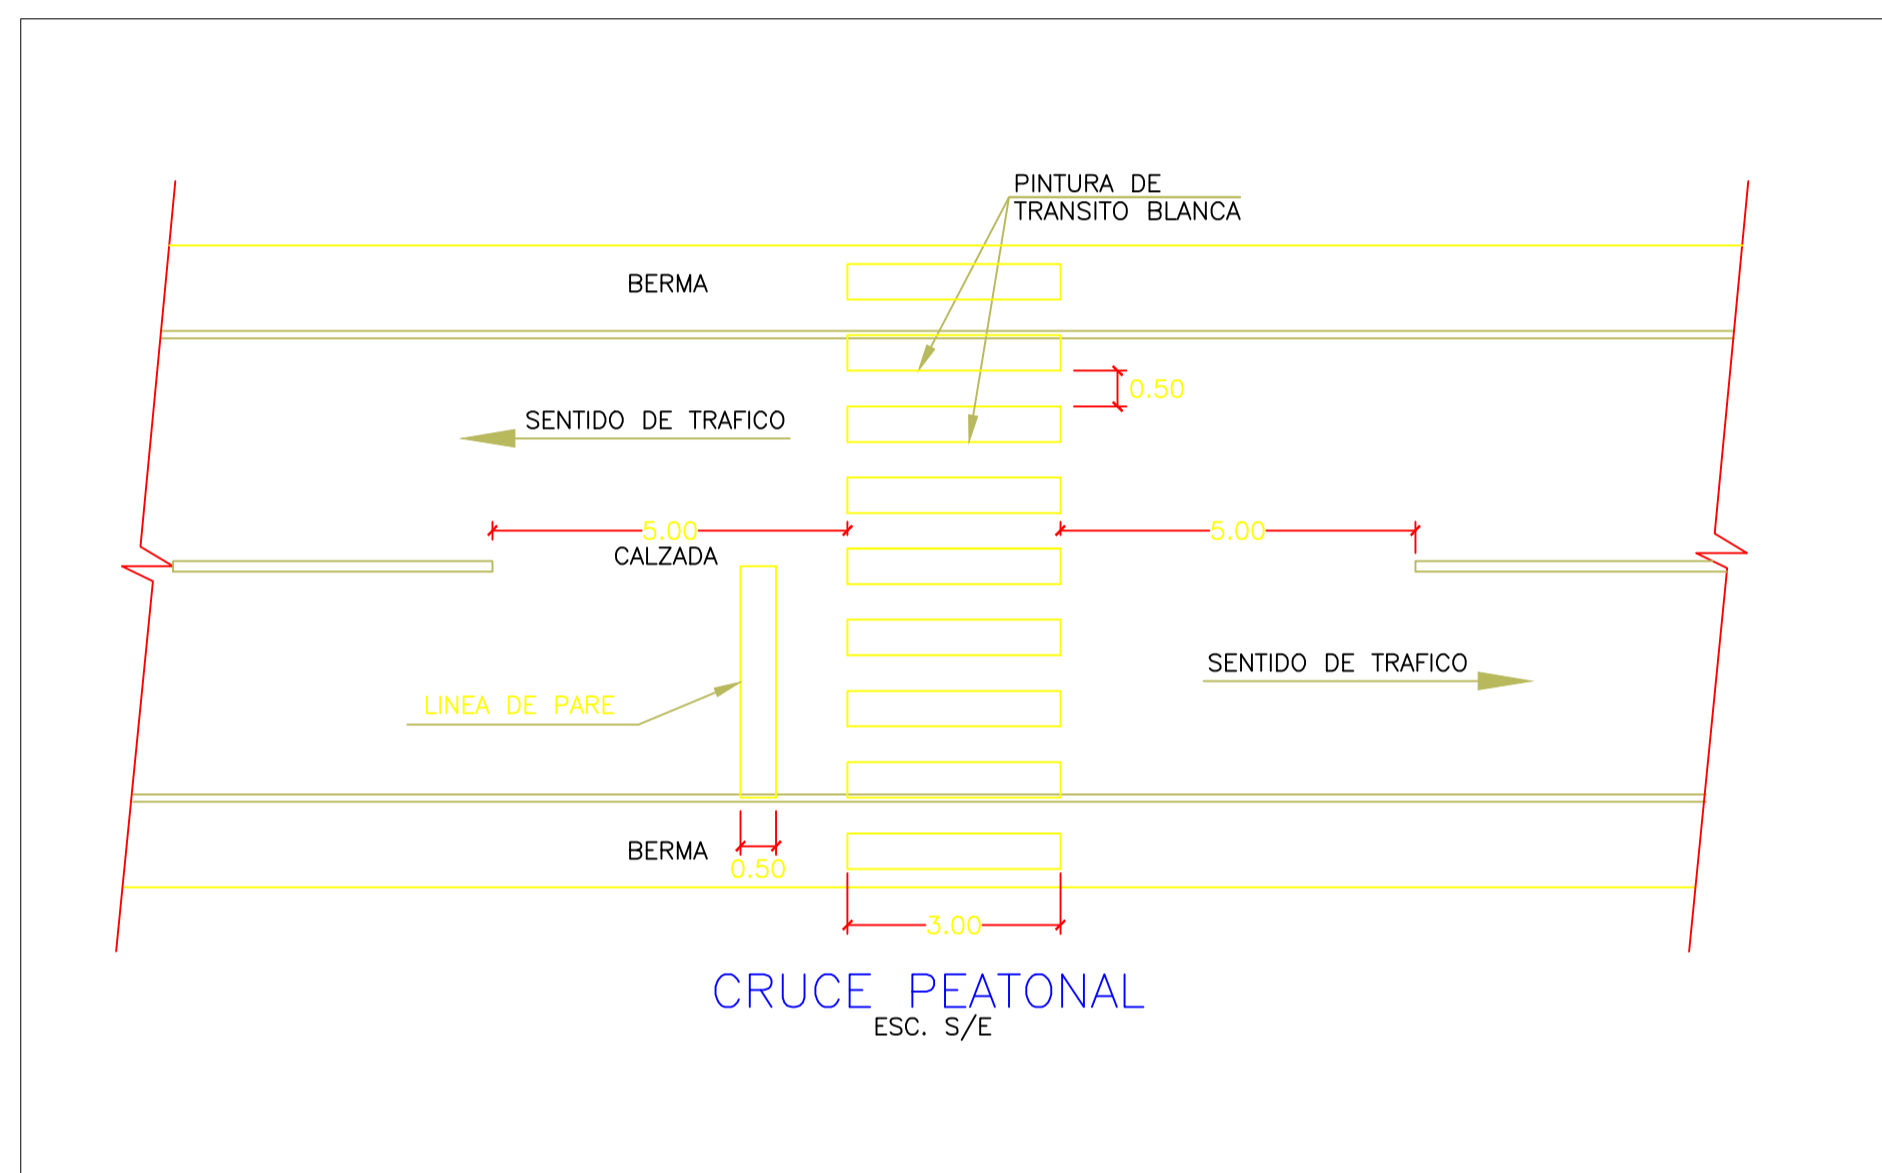 PINTURA DE
TRANSITO BLANCA
BERMA
0.50
SENTIDO DE TRAFICO
5.00
5.00
CALZADA
SENTIDO DE TRAFICO
LINEA DE PARE
BERMA
0.50
3.00
CRUCE PEATONAL
ESC. S/E